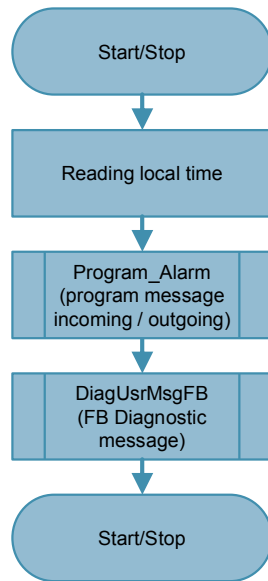 Start/Stop
Reading local time
Program_Alarm
(program message
incoming / outgoing)
DiagUsrMsgFB
(FB Diagnostic
message)
Start/Stop